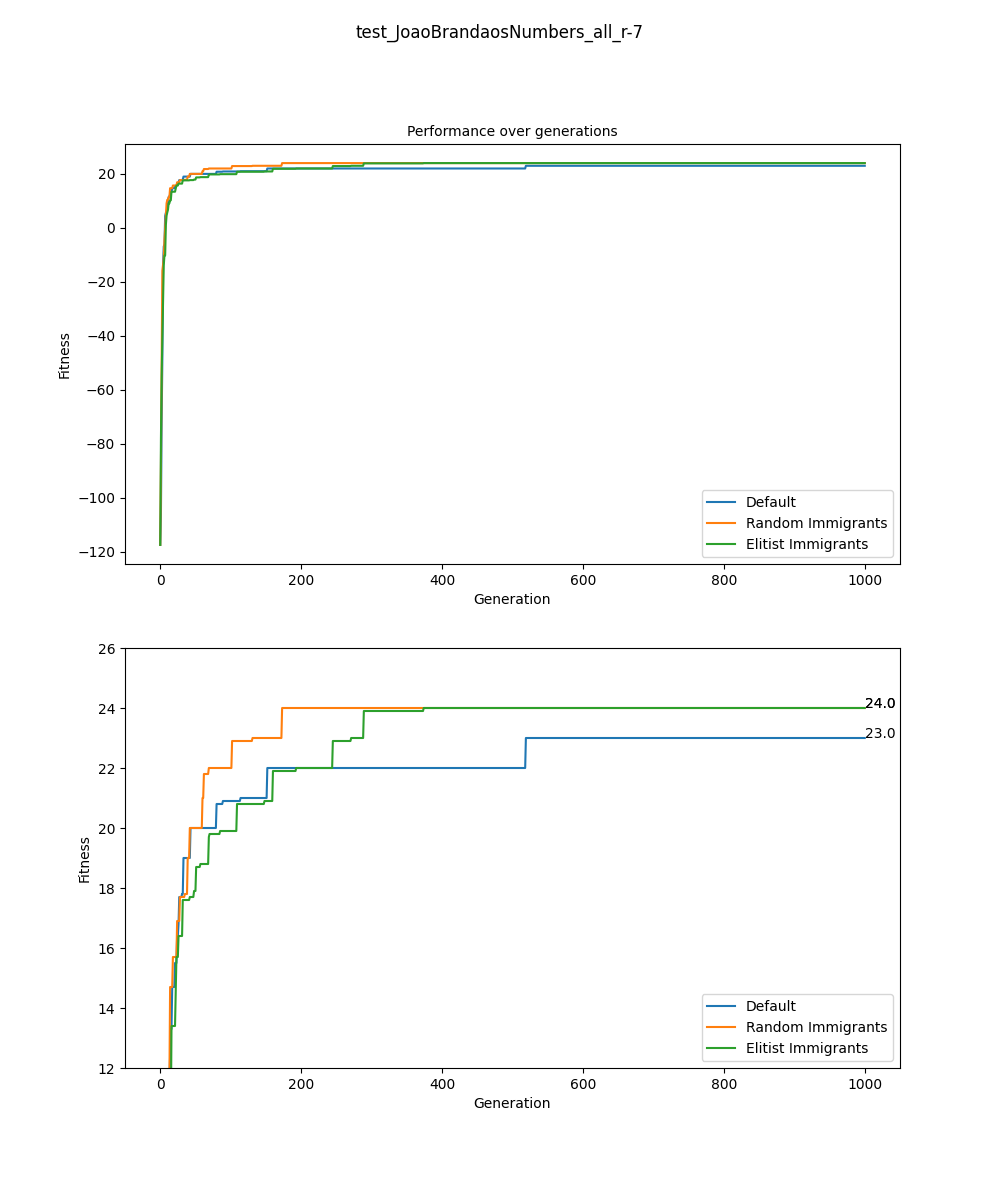 test_JoaoBrandaosNumbers_all_r-7
Performance over generations
20
0
−20
−40
−60
−80
−100
−120
Fitness
0 200 400 600 800 1000
Generation
Default
Random Immigrants
Elitist Immigrants
26
24
22
20
18
16
14
12
Fitness
24.0
23.0
0 200 400 600 800 1000
Generation
Default
Random Immigrants
Elitist Immigrants